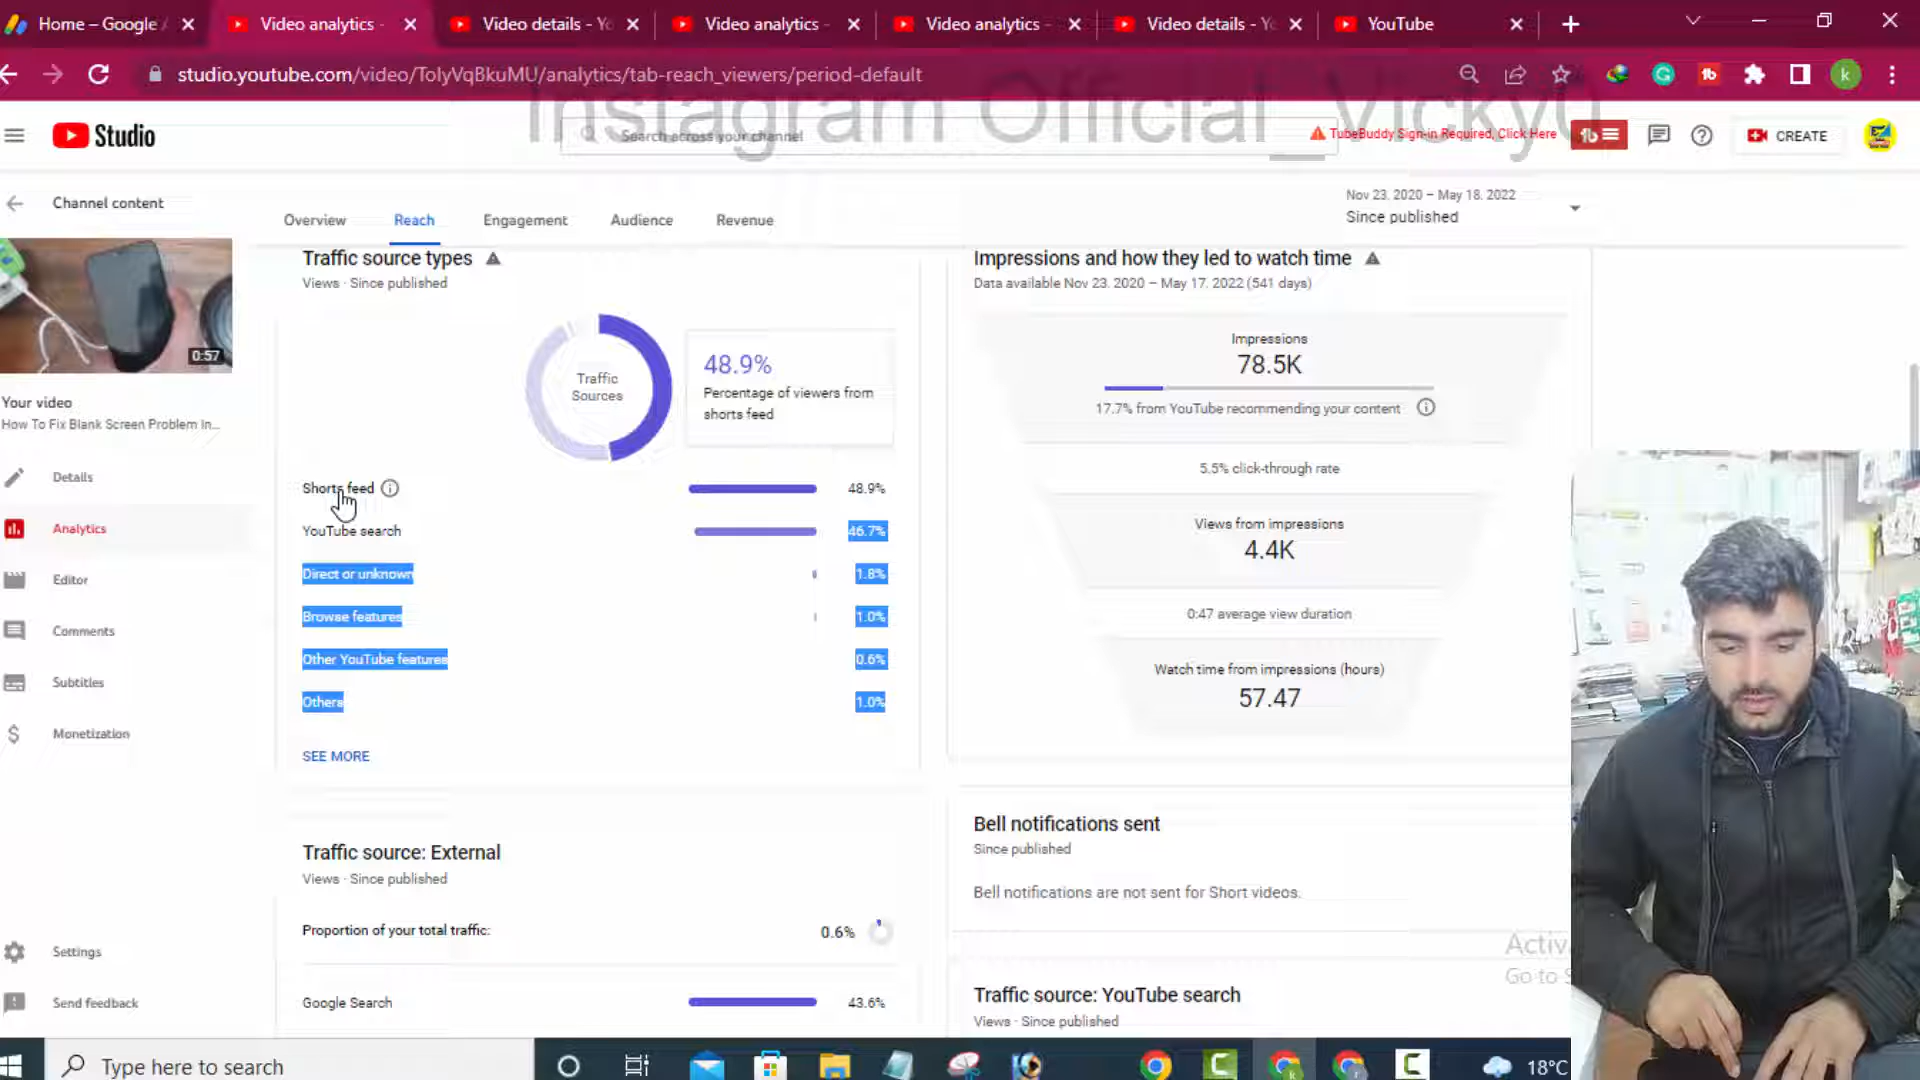 Home – Google A
Video analytics -
Video details - Yo
Video analytics -
Video analytics -
Video details - Yo
YouTube
studio.youtube.com/video/TolyVqBkuMU/analytics/tab-reach_viewers/period-default
Instagram Official_Vicky0
Studio
Search across your channel
TubeBuddy Sign-in Required, Click Here
CREATE
Channel content
Overview
Reach
Engagement
Audience
Revenue
Nov 23, 2020 – May 18, 2022
Since published
0:57
Your video
How To Fix Blank Screen Problem In...
Details
Analytics
Editor
Comments
Subtitles
Monetization
Settings
Send feedback
Traffic source types
Views · Since published
Traffic
Sources
48.9%
Percentage of viewers from
shorts feed
Shorts feed 48.9%
YouTube search 46.7%
Direct or unknown 1.8%
Browse features 1.0%
Other YouTube features 0.6%
Others 1.0%
SEE MORE
Impressions and how they led to watch time
Data available Nov 23, 2020 – May 17, 2022 (541 days)
Impressions
78.5K
17.7% from YouTube recommending your content
5.5% click-through rate
Views from impressions
4.4K
0:47 average view duration
Watch time from impressions (hours)
57.47
Traffic source: External
Views · Since published
Proportion of your total traffic: 0.6%
Google Search 43.6%
Bell notifications sent
Since published
Bell notifications are not sent for Short videos.
Traffic source: YouTube search
Views · Since published
Activ
Go to S
Type here to search
18°C